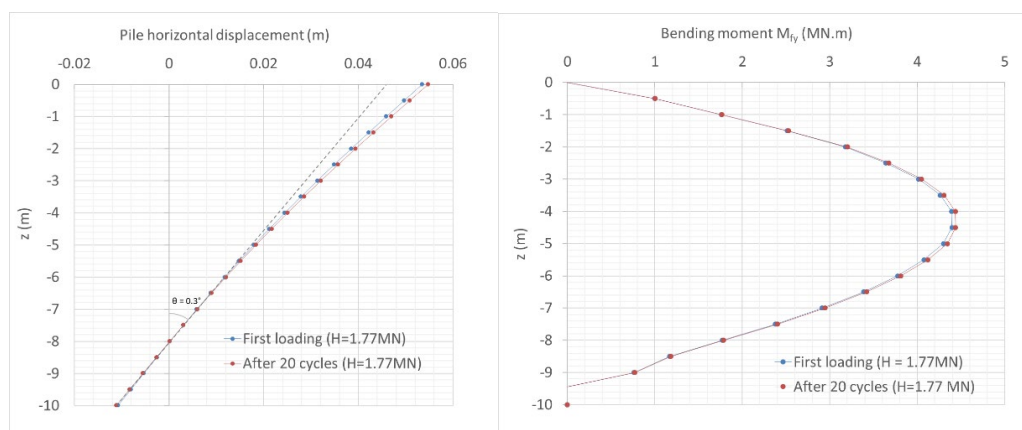 Pile horizontal displacement (m)
-0.02 0 0.02 0.04 0.06
0
-1
-2
-3
-4
-5
-6
-7
-8
-9
-10
z (m)
θ = 0.3°
First loading (H=1.77MN)
After 20 cycles (H=1.77MN)
Bending moment Mfy (MN.m)
0 1 2 3 4 5
0
-1
-2
-3
-4
-5
-6
-7
-8
-9
-10
z (m)
First loading (H = 1.77MN)
After 20 cycles (H=1.77 MN)